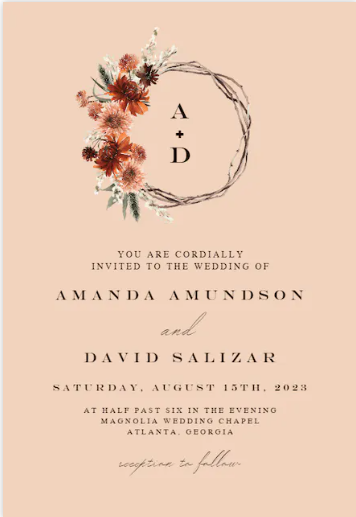 A
+
D
YOU ARE CORDIALLY
INVITED TO THE WEDDING OF
AMANDA AMUNDSON
and
DAVID SALIZAR
SATURDAY, AUGUST 15TH, 2023
AT HALF PAST SIX IN THE EVENING
MAGNOLIA WEDDING CHAPEL
ATLANTA, GEORGIA
reception to follow